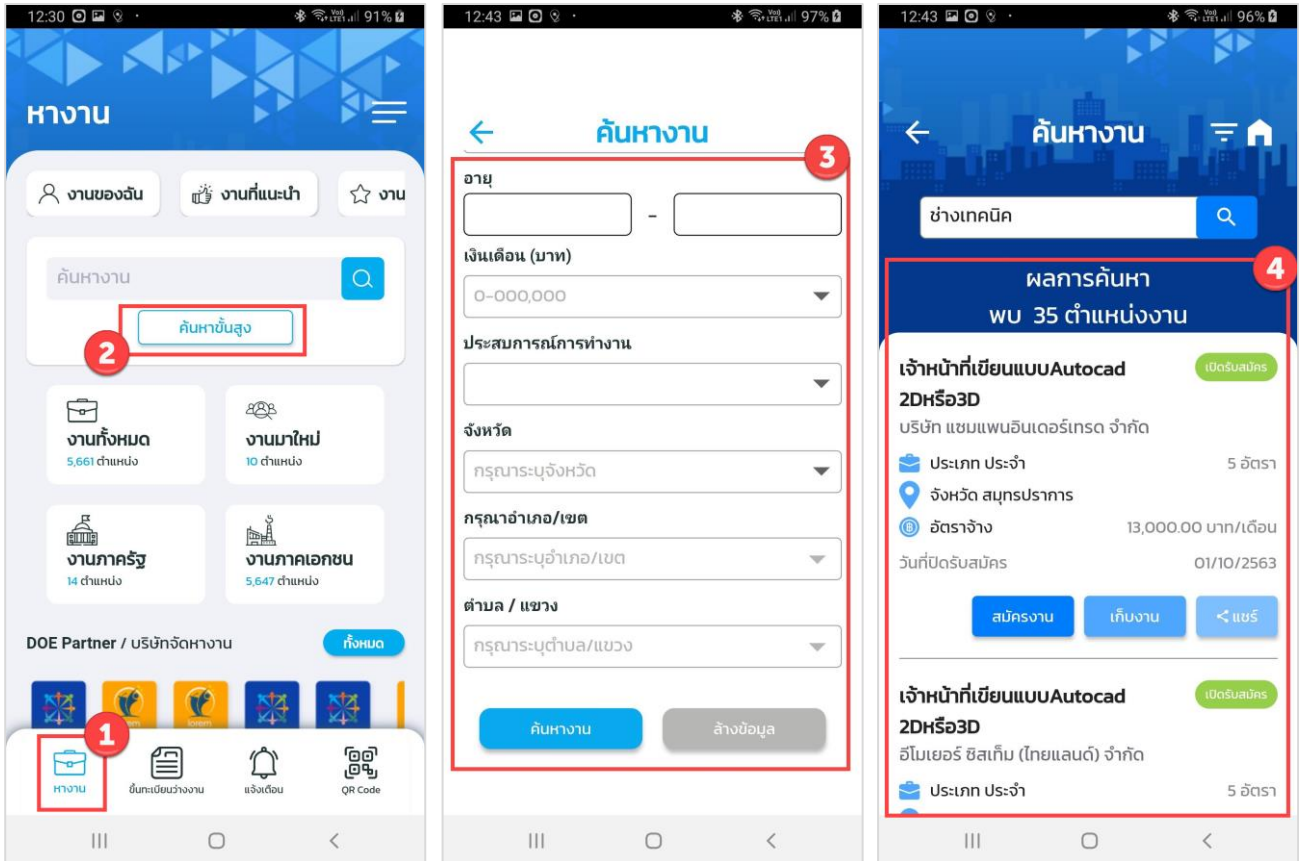 12:30
91%
หางาน
งานของฉัน
งานที่แนะนำ
งาน
ค้นหางาน
ค้นหาขั้นสูง
2
งานทั้งหมด
5,661 ตำแหน่ง
งานมาใหม่
10 ตำแหน่ง
งานภาครัฐ
14 ตำแหน่ง
งานภาคเอกชน
5,647 ตำแหน่ง
DOE Partner / บริษัทจัดหางาน
ทั้งหมด
lorem
1
หางาน
ขึ้นทะเบียนว่างงาน
แจ้งเตือน
QR Code
12:43
97%
ค้นหางาน
3
อายุ
-
เงินเดือน (บาท)
0-000,000
ประสบการณ์การทำงาน
จังหวัด
กรุณาระบุจังหวัด
กรุณาอำเภอ/เขต
กรุณาระบุอำเภอ/เขต
ตำบล / แขวง
กรุณาระบุตำบล/แขวง
ค้นหางาน
ล้างข้อมูล
12:43
96%
ค้นหางาน
ช่างเทคนิค
4
ผลการค้นหา
พบ 35 ตำแหน่งงาน
เจ้าหน้าที่เขียนแบบAutocad
2Dหรือ3D
เปิดรับสมัคร
บริษัท แชมแพนอินเดอร์เทรด จำกัด
ประเภท ประจำ
5 อัตรา
จังหวัด สมุทรปราการ
อัตราจ้าง
13,000.00 บาท/เดือน
วันที่ปิดรับสมัคร
01/10/2563
สมัครงาน
เก็บงาน
แชร์
เจ้าหน้าที่เขียนแบบAutocad
2Dหรือ3D
เปิดรับสมัคร
อีโมเยอร์ ซิสเท็ม (ไทยแลนด์) จำกัด
ประเภท ประจำ
5 อัตรา